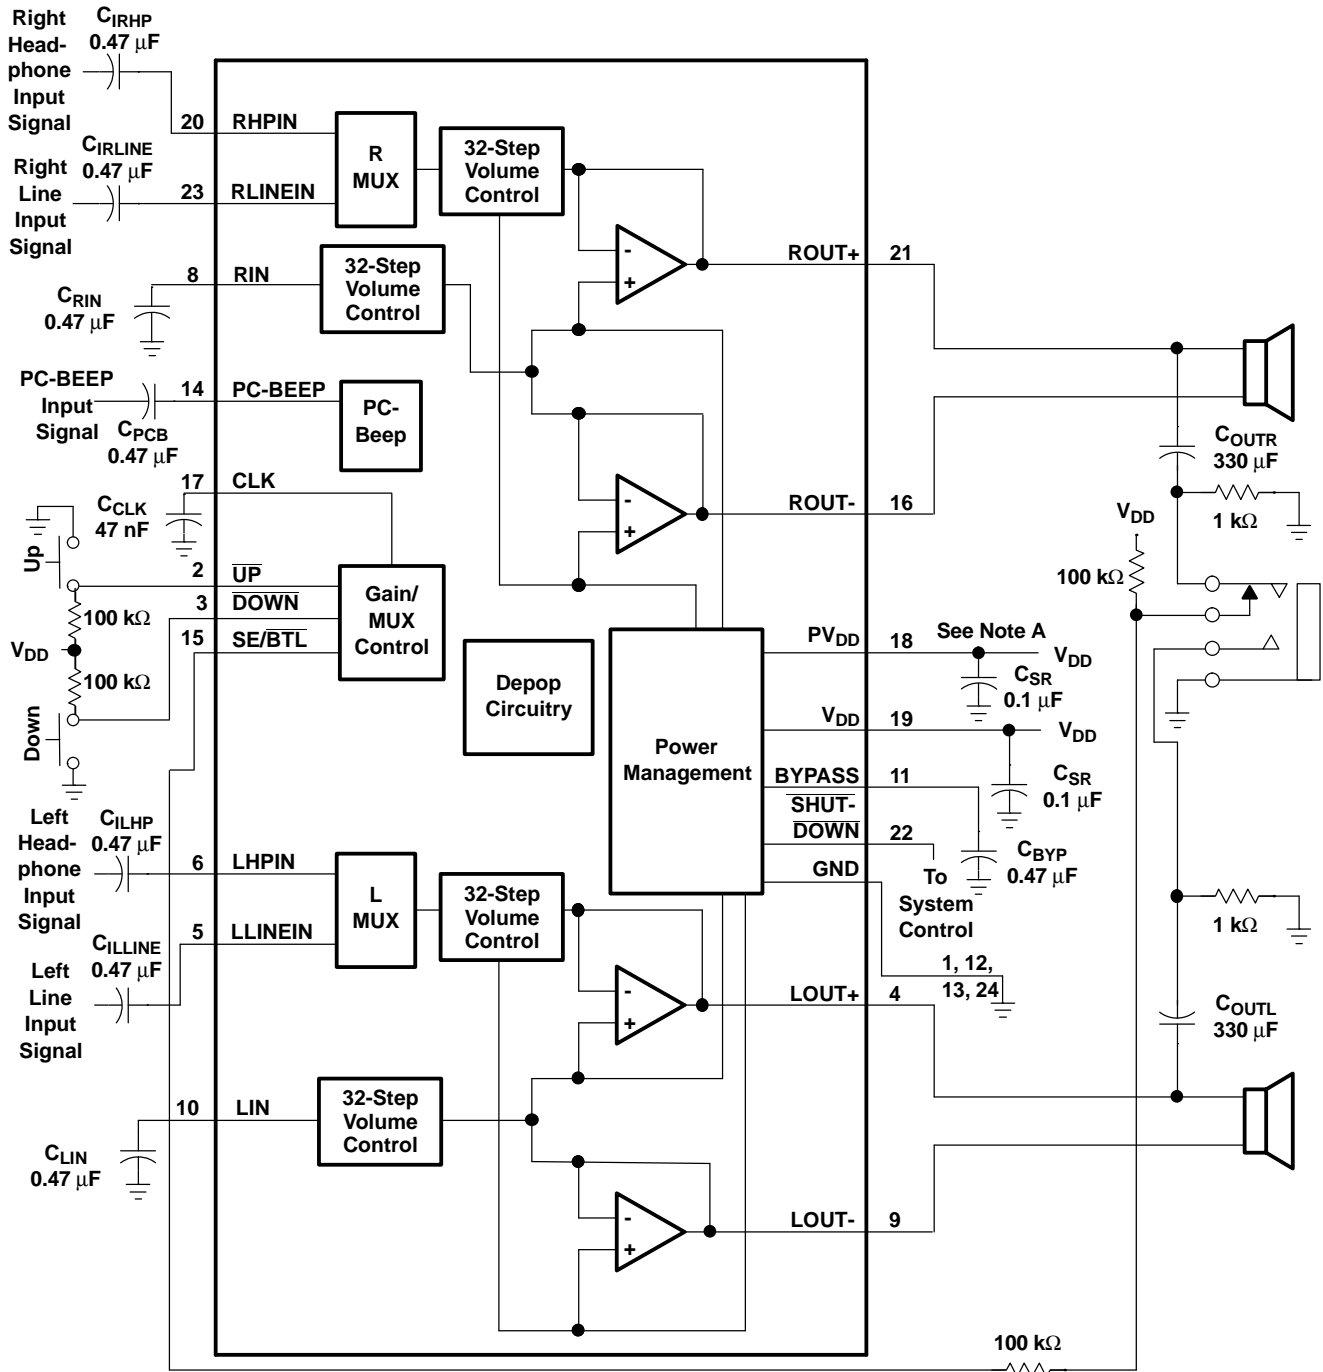 Right
Head-
phone
Input
Signal
CIRHP
0.47 µF
20
RHPIN
CIRLINE
0.47 µF
Right
Line
Input
Signal
23
RLINEIN
R
MUX
32-Step
Volume
Control
8
RIN
32-Step
Volume
Control
CRIN
0.47 µF
-
+
ROUT+
21
PC-BEEP
Input
Signal
14
PC-BEEP
CPCB
0.47 µF
PC-
Beep
17
CLK
CCLK
47 nF
-
+
ROUT-
16
COUTR
330 µF
1 kΩ
VDD
100 kΩ
Up
2
UP
3
DOWN
15
SE/BTL
100 kΩ
VDD
100 kΩ
Down
Gain/
MUX
Control
Depop
Circuitry
Power
Management
PVDD
18
See Note A
VDD
CSR
0.1 µF
VDD
19
VDD
CSR
0.1 µF
BYPASS
11
SHUT-
DOWN
22
CBYP
0.47 µF
GND
To
System
Control
1, 12,
13, 24
Left
Head-
phone
Input
Signal
CILHP
0.47 µF
6
LHPIN
CILLINE
0.47 µF
5
LLINEIN
Left
Line
Input
Signal
L
MUX
32-Step
Volume
Control
-
+
LOUT+
4
1 kΩ
COUTL
330 µF
10
LIN
32-Step
Volume
Control
CLIN
0.47 µF
-
+
LOUT-
9
100 kΩ